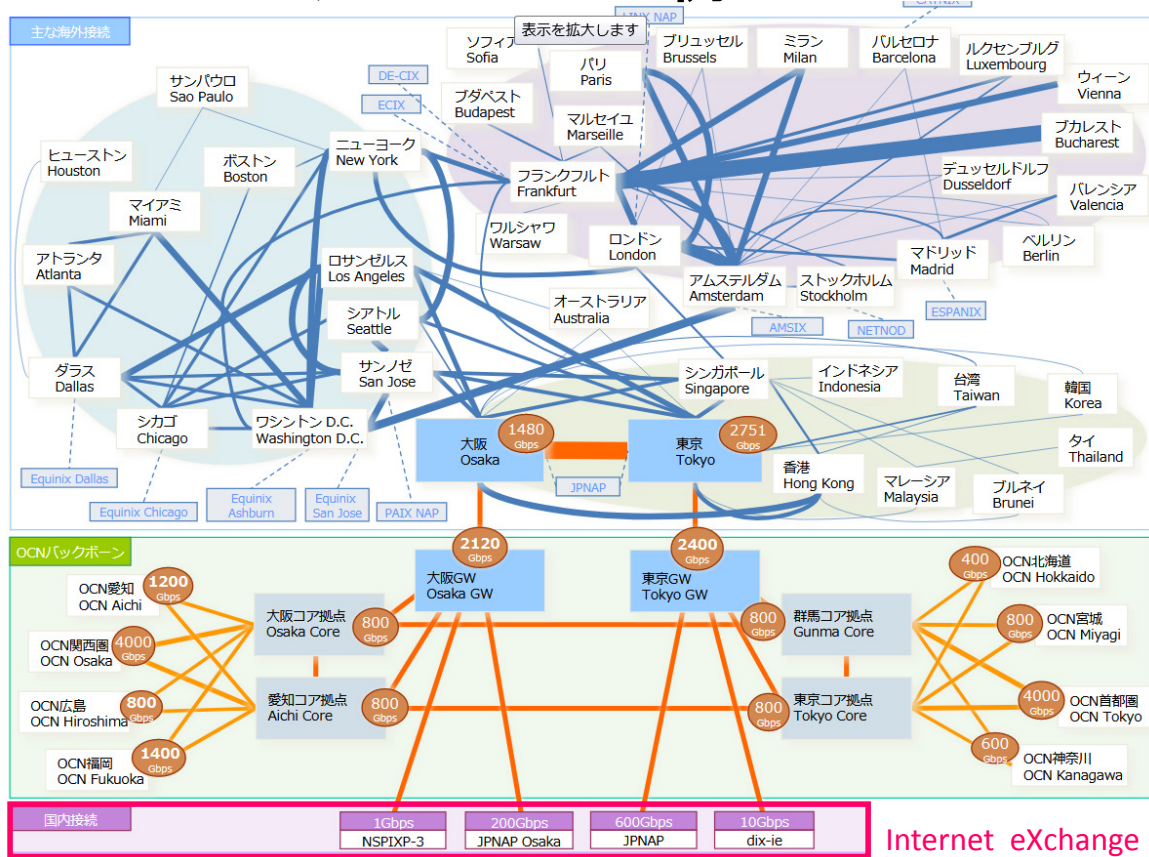 主な海外接続
LINX NAP
CATNIX
表示を拡大します
サンパウロ
Sao Paulo
ヒューストン
Houston
ボストン
Boston
ニューヨーク
New York
マイアミ
Miami
アトランタ
Atlanta
ロサンゼルス
Los Angeles
シアトル
Seattle
サンノゼ
San Jose
ダラス
Dallas
シカゴ
Chicago
ワシントン D.C.
Washington D.C.
DE-CIX
ECIX
ソフィア
Sofia
パリ
Paris
ブリュッセル
Brussels
ミラン
Milan
バルセロナ
Barcelona
ルクセンブルグ
Luxembourg
ウィーン
Vienna
ブダペスト
Budapest
マルセイユ
Marseille
ブカレスト
Bucharest
フランクフルト
Frankfurt
デュッセルドルフ
Dusseldorf
バレンシア
Valencia
ワルシャワ
Warsaw
ロンドン
London
ベルリン
Berlin
マドリッド
Madrid
アムステルダム
Amsterdam
ストックホルム
Stockholm
オーストラリア
Australia
AMSIX
NETNOD
ESPANIX
シンガポール
Singapore
インドネシア
Indonesia
台湾
Taiwan
韓国
Korea
タイ
Thailand
香港
Hong Kong
マレーシア
Malaysia
ブルネイ
Brunei
大阪
Osaka
1480
Gbps
東京
Tokyo
2751
Gbps
JPNAP
Equinix Dallas
Equinix Chicago
Equinix
Ashburn
Equinix
San Jose
PAIX NAP
OCNバックボーン
2120
Gbps
大阪GW
Osaka GW
2400
Gbps
東京GW
Tokyo GW
OCN愛知
OCN Aichi
1200
Gbps
OCN関西圏
OCN Osaka
4000
Gbps
OCN広島
OCN Hiroshima
800
Gbps
OCN福岡
OCN Fukuoka
1400
Gbps
大阪コア拠点
Osaka Core
800
Gbps
愛知コア拠点
Aichi Core
800
Gbps
800
Gbps
群馬コア拠点
Gunma Core
800
Gbps
東京コア拠点
Tokyo Core
400
Gbps
OCN北海道
OCN Hokkaido
800
Gbps
OCN宮城
OCN Miyagi
4000
Gbps
OCN首都圏
OCN Tokyo
600
Gbps
OCN神奈川
OCN Kanagawa
国内接続
1Gbps
NSPIXP-3
200Gbps
JPNAP Osaka
600Gbps
JPNAP
10Gbps
dix-ie
Internet eXchange